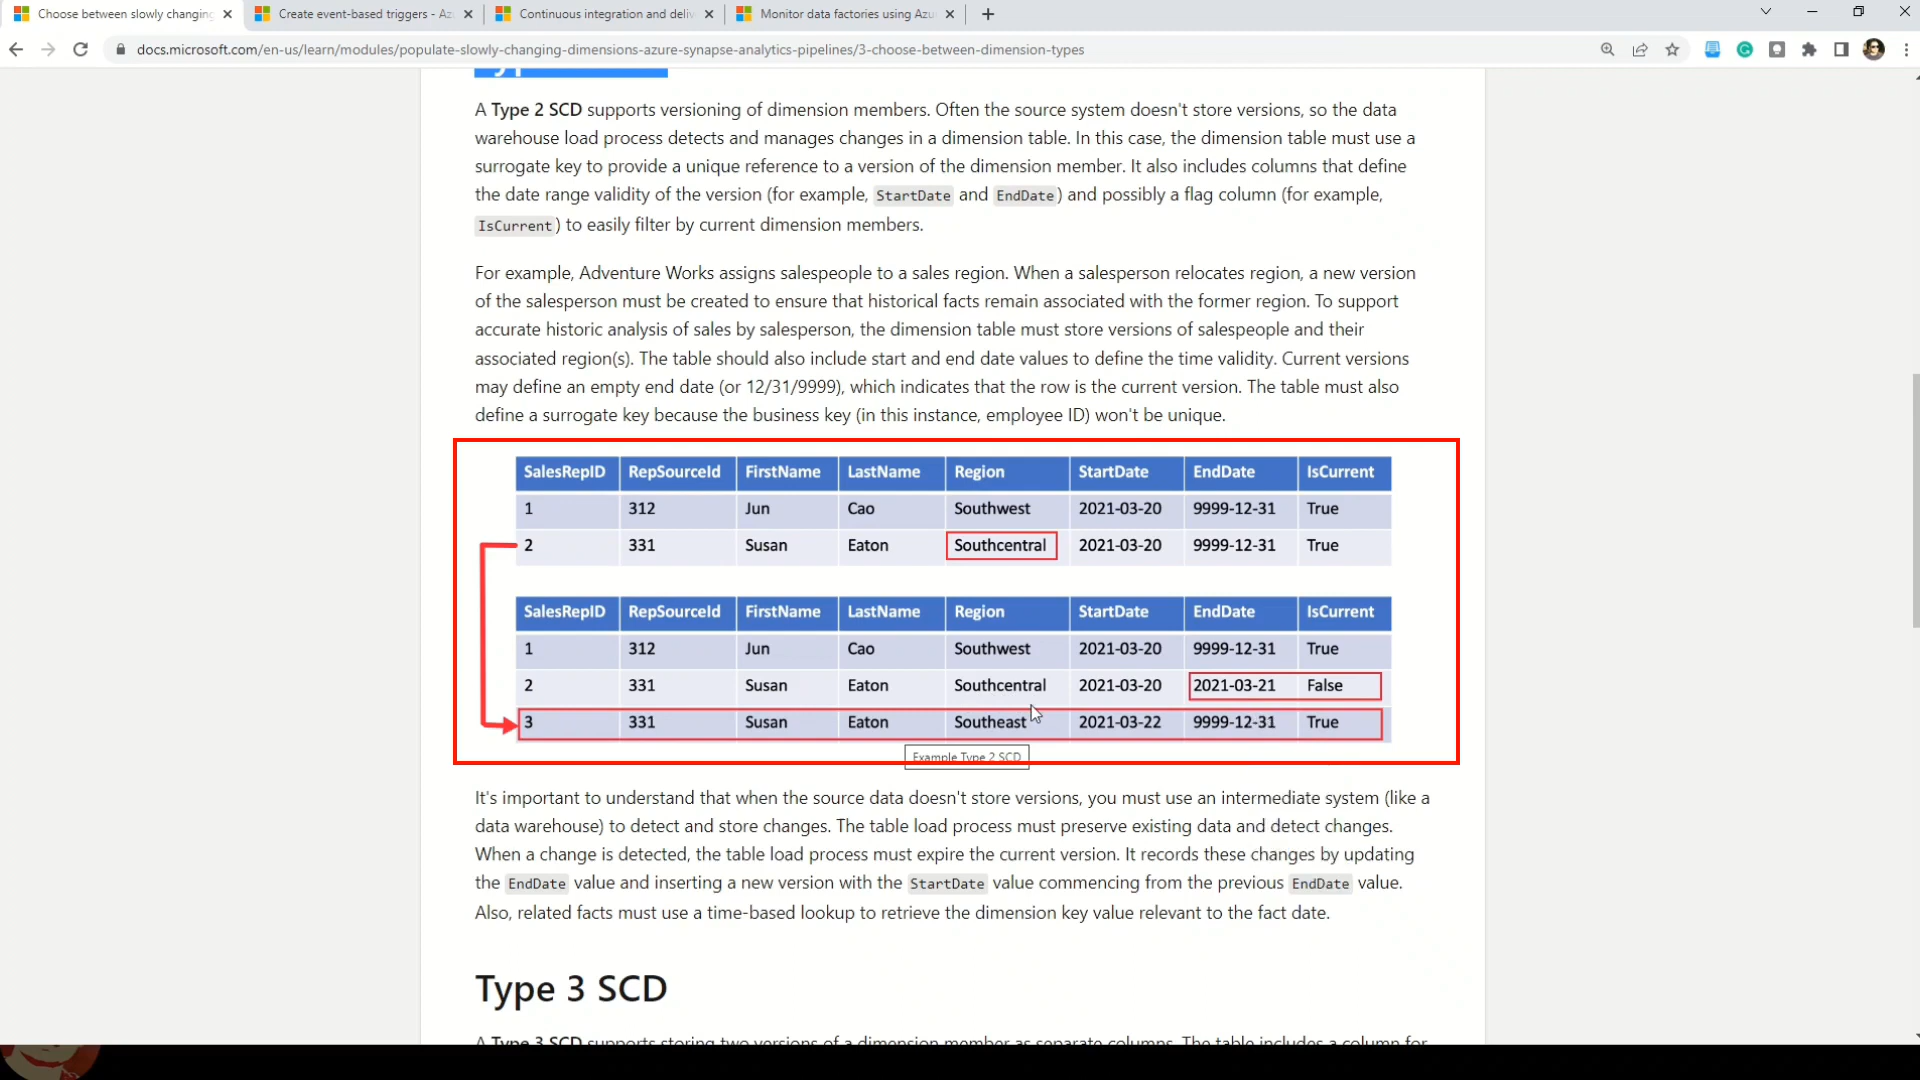 Choose between slowly changing
Create event-based triggers - Az
Continuous integration and deliv
Monitor data factories using Azu
docs.microsoft.com/en-us/learn/modules/populate-slowly-changing-dimensions-azure-synapse-analytics-pipelines/3-choose-between-dimension-types
A Type 2 SCD supports versioning of dimension members. Often the source system doesn't store versions, so the data
warehouse load process detects and manages changes in a dimension table. In this case, the dimension table must use a
surrogate key to provide a unique reference to a version of the dimension member. It also includes columns that define
the date range validity of the version (for example, StartDate and EndDate) and possibly a flag column (for example,
IsCurrent) to easily filter by current dimension members.
For example, Adventure Works assigns salespeople to a sales region. When a salesperson relocates region, a new version
of the salesperson must be created to ensure that historical facts remain associated with the former region. To support
accurate historic analysis of sales by salesperson, the dimension table must store versions of salespeople and their
associated region(s). The table should also include start and end date values to define the time validity. Current versions
may define an empty end date (or 12/31/9999), which indicates that the row is the current version. The table must also
define a surrogate key because the business key (in this instance, employee ID) won't be unique.
SalesRepID RepSourceId FirstName LastName Region StartDate EndDate IsCurrent
1 312 Jun Cao Southwest 2021-03-20 9999-12-31 True
2 331 Susan Eaton Southcentral 2021-03-20 9999-12-31 True
SalesRepID RepSourceId FirstName LastName Region StartDate EndDate IsCurrent
1 312 Jun Cao Southwest 2021-03-20 9999-12-31 True
2 331 Susan Eaton Southcentral 2021-03-20 2021-03-21 False
3 331 Susan Eaton Southeast 2021-03-22 9999-12-31 True
Example Type 2 SCD
It's important to understand that when the source data doesn't store versions, you must use an intermediate system (like a
data warehouse) to detect and store changes. The table load process must preserve existing data and detect changes.
When a change is detected, the table load process must expire the current version. It records these changes by updating
the EndDate value and inserting a new version with the StartDate value commencing from the previous EndDate value.
Also, related facts must use a time-based lookup to retrieve the dimension key value relevant to the fact date.
Type 3 SCD
A Type 3 SCD supports storing two versions of a dimension member as separate columns. The table includes a column for